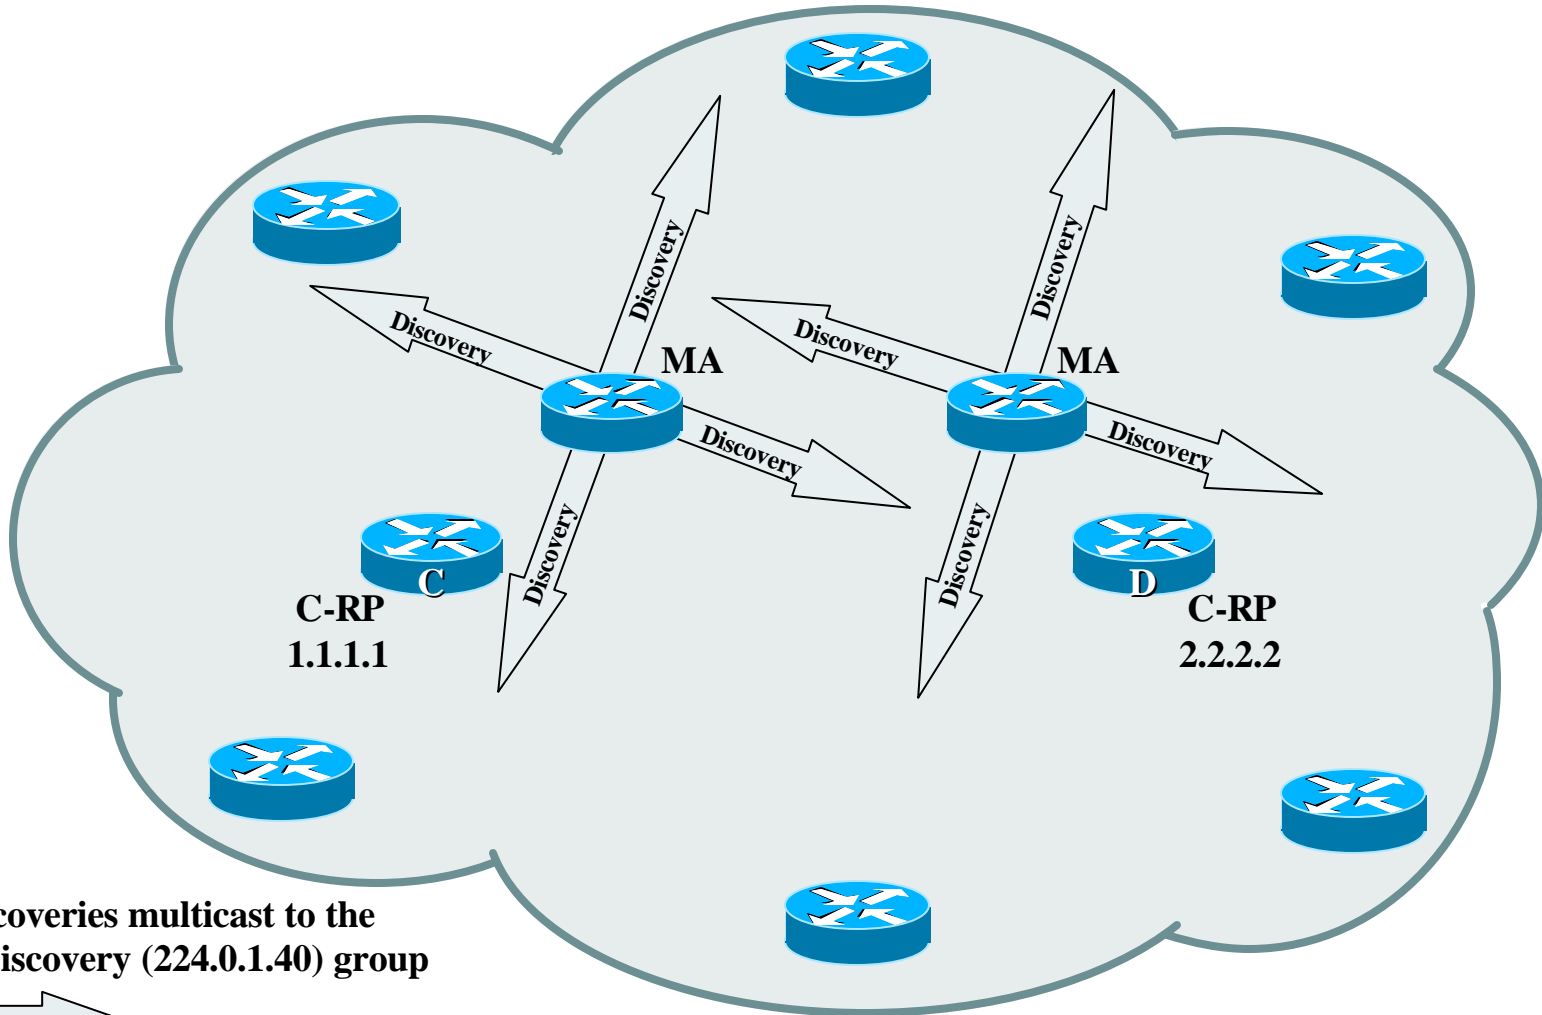 Discovery
Discovery
Discovery
Discovery
MA
MA
Discovery
Discovery
Discovery
Discovery
C
C-RP
1.1.1.1
D
C-RP
2.2.2.2
coveries multicast to the
iscovery (224.0.1.40) group